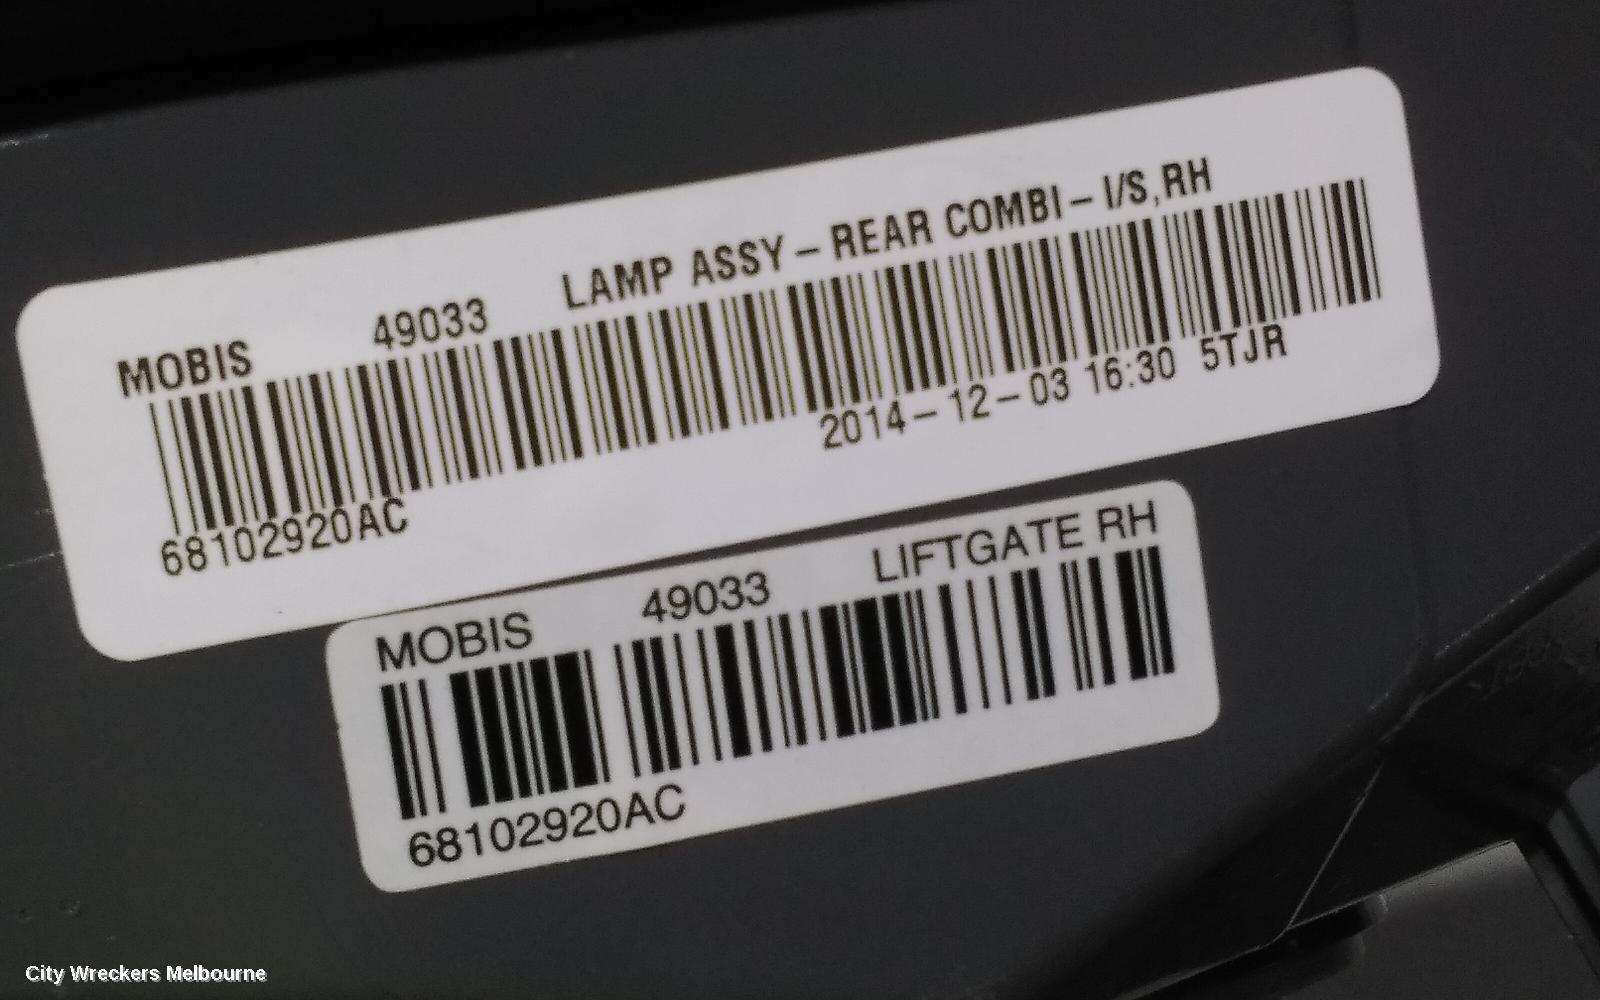 MOBIS 49033 LAMP ASSY – REAR COMBI – I/S,RH
68102920AC 2014–12–03 16:30 5TJR
MOBIS 49033 LIFTGATE RH
68102920AC
City Wreckers Melbourne